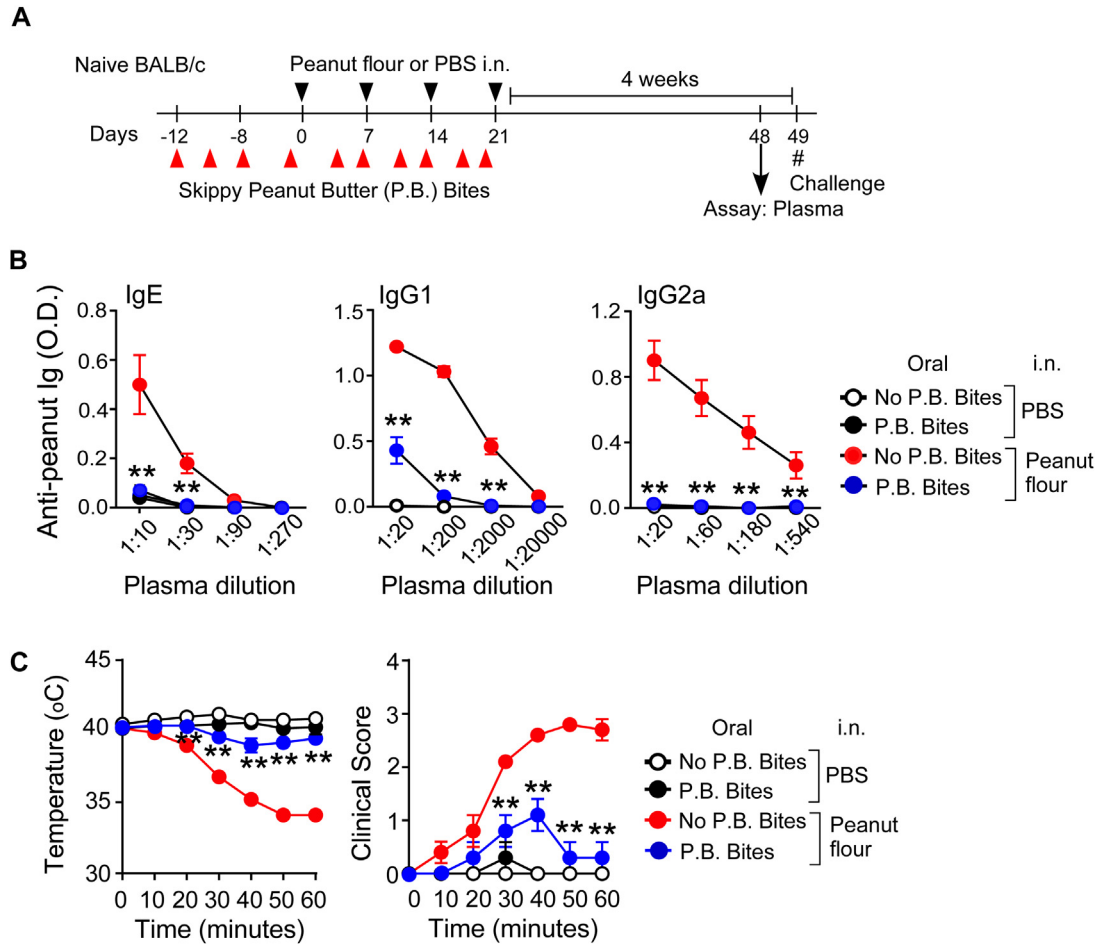 A
Naive BALB/c
Peanut flour or PBS i.n.
4 weeks
Days
-12 -8 0 7 14 21 48 49
#
Skippy Peanut Butter (P.B.) Bites
Challenge
Assay: Plasma
B
IgE
Anti-peanut Ig (O.D.)
0.8
0.6
0.4
0.2
0.0
**
**
1:10 1:30 1:90 1:270
Plasma dilution
IgG1
1.5
1.0
0.5
0.0
**
**
**
1:20 1:200 1:2000 1:20000
Plasma dilution
IgG2a
1.2
0.8
0.4
0.0
** ** ** **
1:20 1:60 1:180 1:540
Plasma dilution
Oral i.n.
No P.B. Bites
P.B. Bites
PBS
No P.B. Bites
P.B. Bites
Peanut
flour
C
Temperature (oC)
45
40
35
30
** ** ** ** **
0 10 20 30 40 50 60
Time (minutes)
Clinical Score
4
3
2
1
0
** ** ** **
0 10 20 30 40 50 60
Time (minutes)
Oral i.n.
No P.B. Bites
P.B. Bites
PBS
No P.B. Bites
P.B. Bites
Peanut
flour